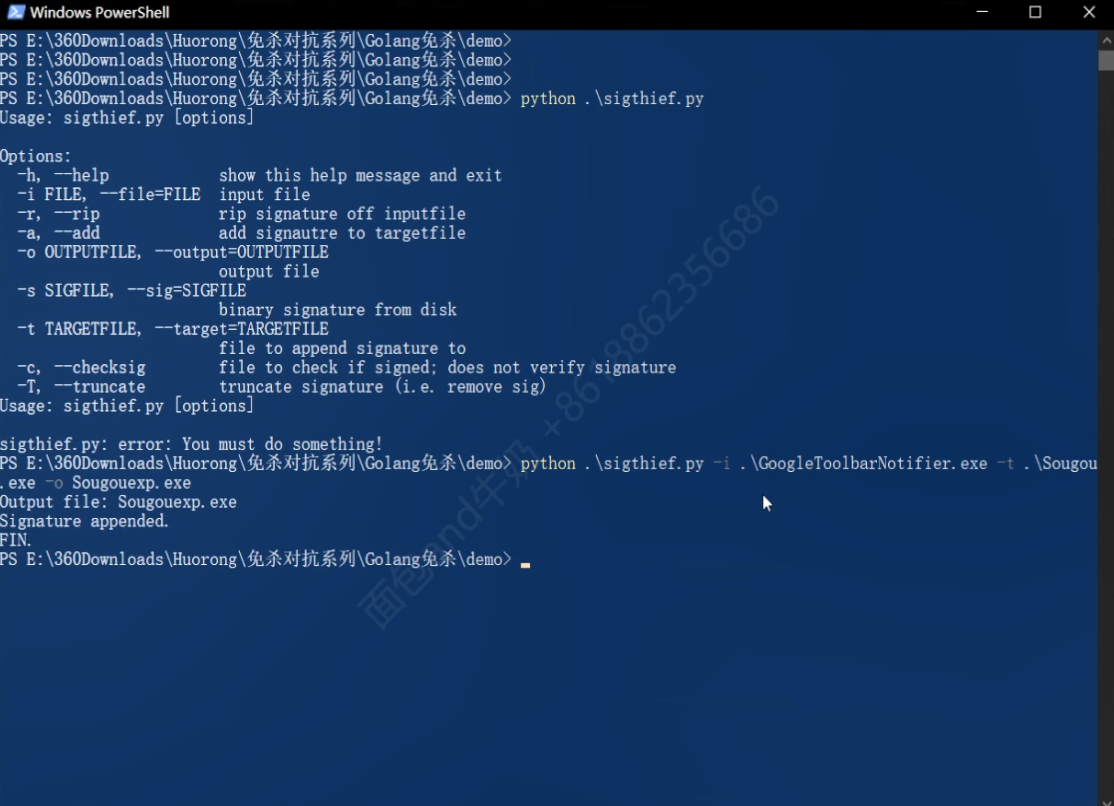 Windows PowerShell
PS E:\360Downloads\Huorong\免杀对抗系列\Golang免杀\demo>
PS E:\360Downloads\Huorong\免杀对抗系列\Golang免杀\demo>
PS E:\360Downloads\Huorong\免杀对抗系列\Golang免杀\demo>
PS E:\360Downloads\Huorong\免杀对抗系列\Golang免杀\demo> python .\sigthief.py
Usage: sigthief.py [options]
Options:
-h, --help show this help message and exit
-i FILE, --file=FILE input file
-r, --rip rip signature off inputfile
-a, --add add signautre to targetfile
-o OUTPUTFILE, --output=OUTPUTFILE
output file
-s SIGFILE, --sig=SIGFILE
binary signature from disk
-t TARGETFILE, --target=TARGETFILE
file to append signature to
-c, --checksig file to check if signed; does not verify signature
-T, --truncate truncate signature (i.e. remove sig)
Usage: sigthief.py [options]
sigthief.py: error: You must do something!
PS E:\360Downloads\Huorong\免杀对抗系列\Golang免杀\demo> python .\sigthief.py -i .\GoogleToolbarNotifier.exe -t .\Sougou
.exe -o Sougouexp.exe
Output file: Sougouexp.exe
Signature appended.
FIN.
PS E:\360Downloads\Huorong\免杀对抗系列\Golang免杀\demo>
面包and牛奶 +8618862356686